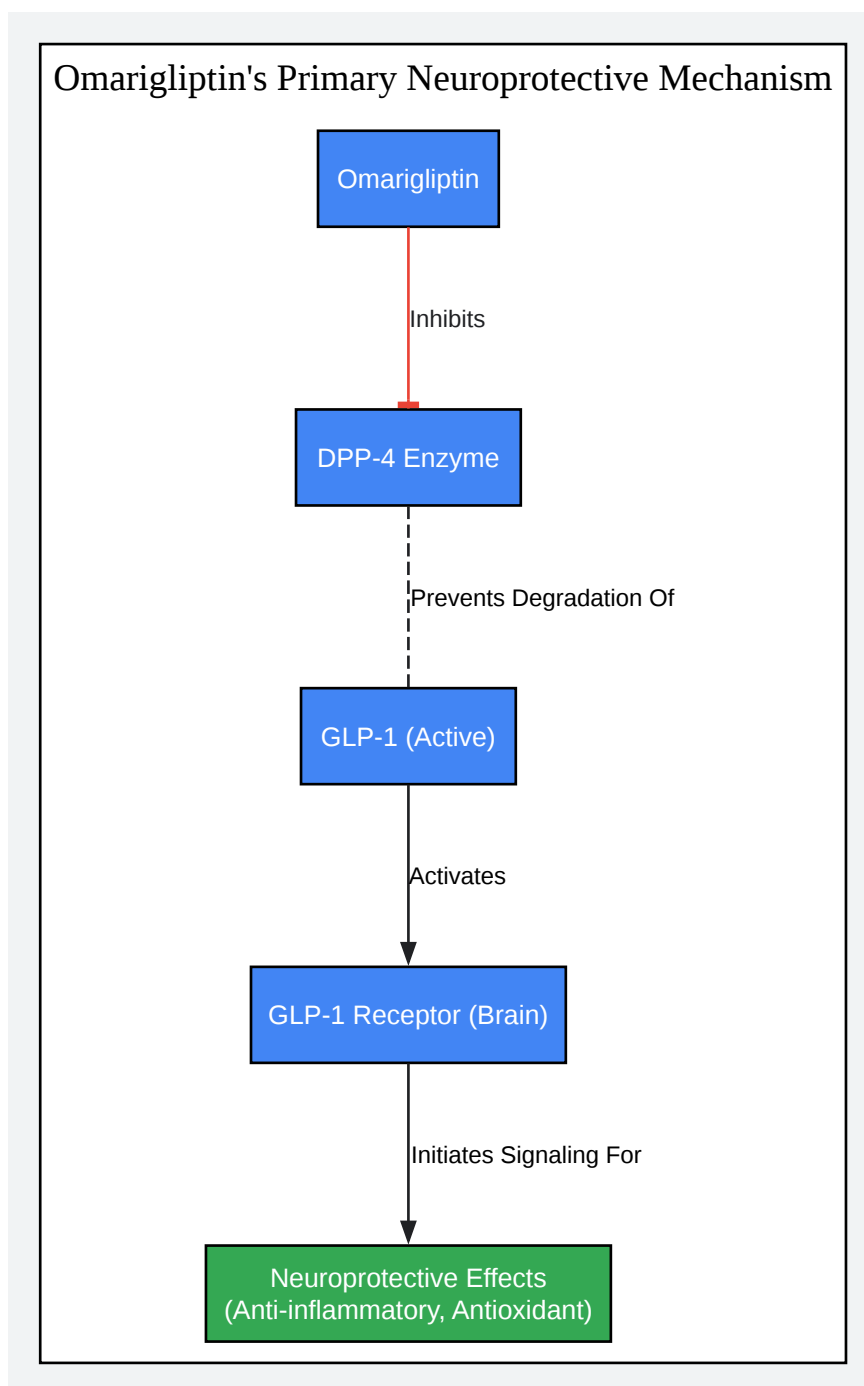 Omarigliptin's Primary Neuroprotective Mechanism
Omarigliptin
Inhibits
DPP-4 Enzyme
Prevents Degradation Of
GLP-1 (Active)
Activates
GLP-1 Receptor (Brain)
Initiates Signaling For
Neuroprotective Effects
(Anti-inflammatory, Antioxidant)